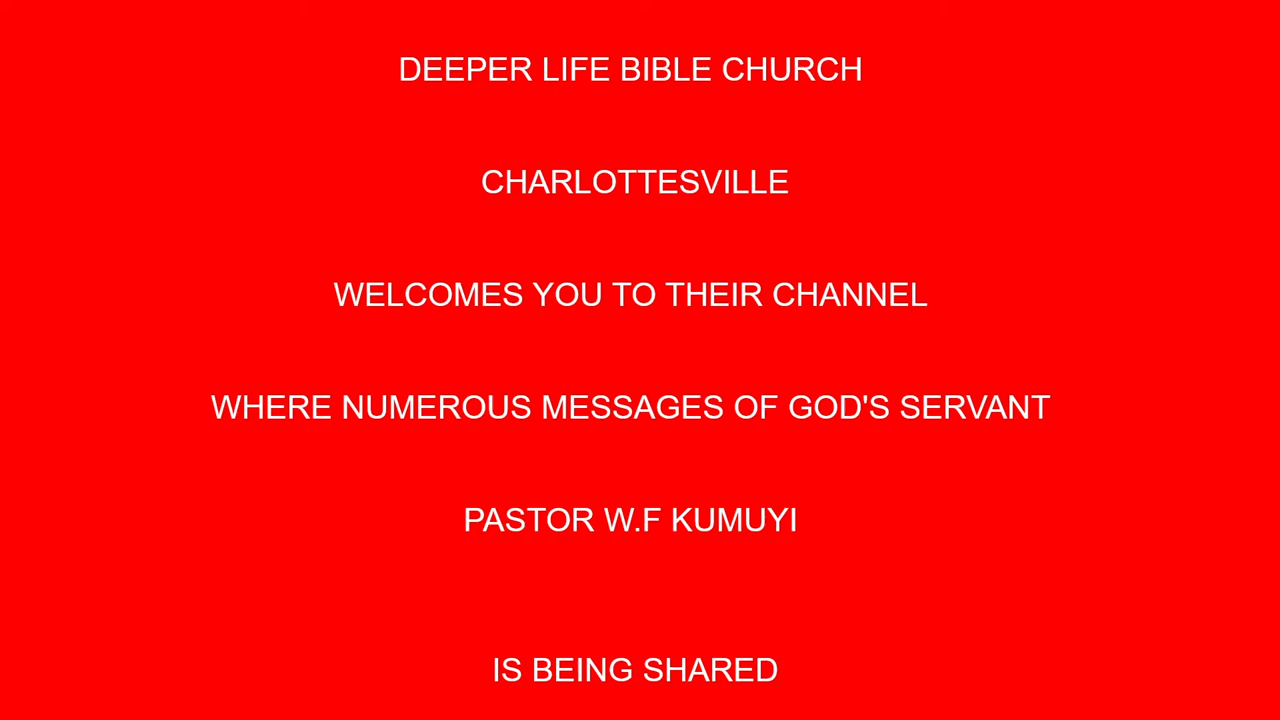 DEEPER LIFE BIBLE CHURCH
CHARLOTTESVILLE
WELCOMES YOU TO THEIR CHANNEL
WHERE NUMEROUS MESSAGES OF GOD'S SERVANT
PASTOR W.F KUMUYI
IS BEING SHARED